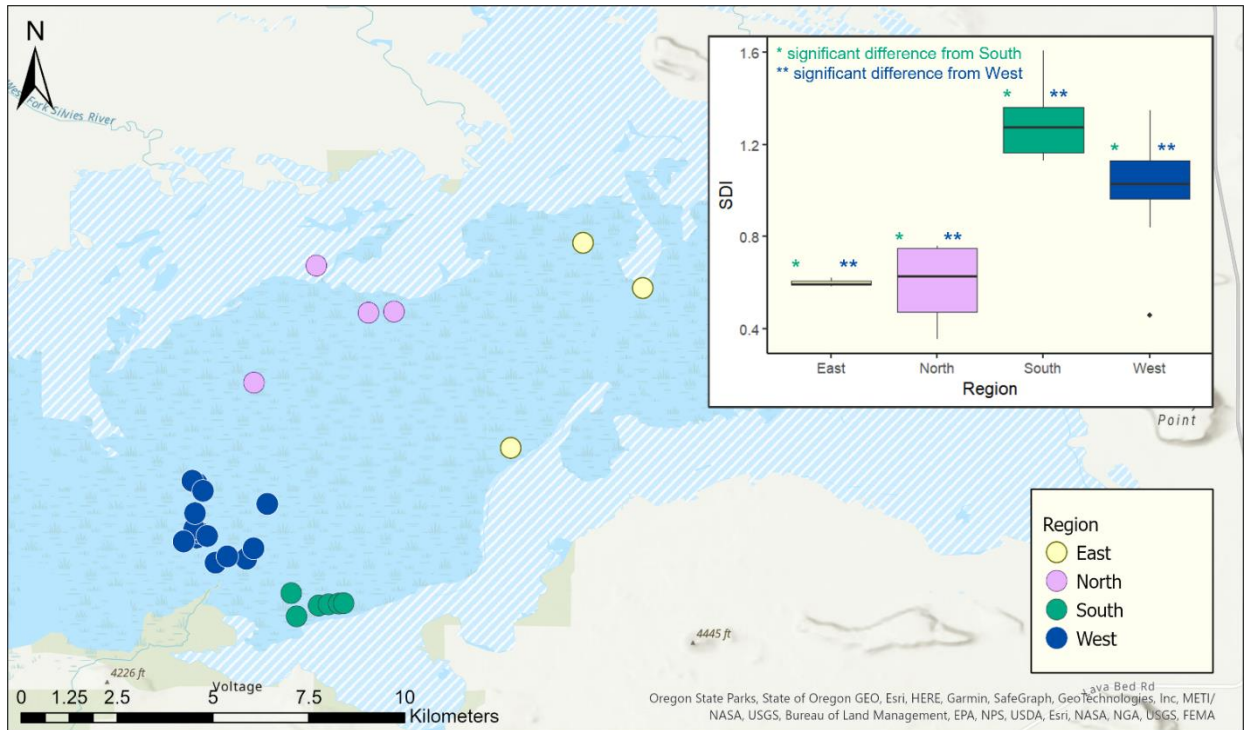 N
West Fork Silvies River
* significant difference from South
** significant difference from West
1.6
1.2
0.8
0.4
SDI
* **
* **
* **
* **
East North South West
Region
Point
Region
East
North
South
West
4445 ft
4226 ft
Voltage
0 1.25 2.5 5 7.5 10
Kilometers
Lava Bed Rd
Oregon State Parks, State of Oregon GEO, Esri, HERE, Garmin, SafeGraph, GeoTechnologies, Inc, METI/
NASA, USGS, Bureau of Land Management, EPA, NPS, USDA, Esri, NASA, NGA, USGS, FEMA